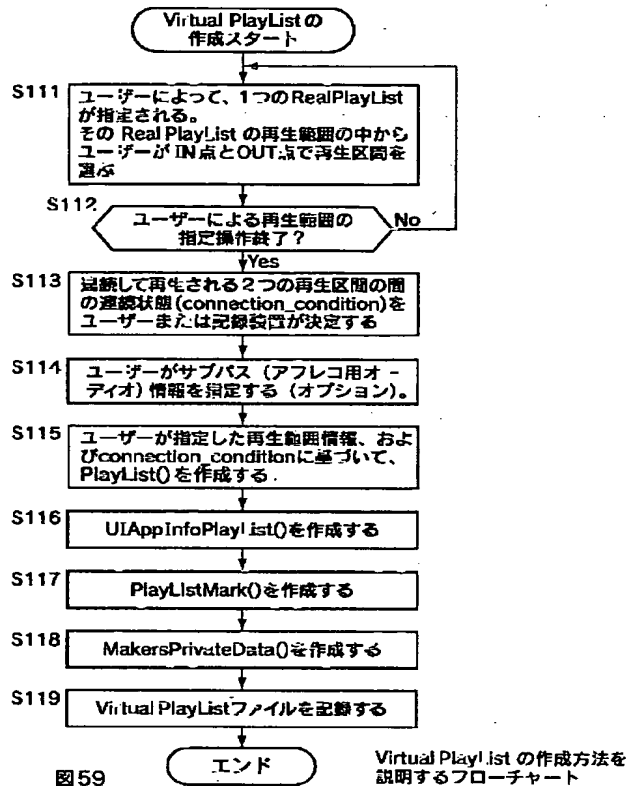 Virtual PlayListの
作成スタート
S111
ユーザーによって、1つのRealPlayList
が指定される。
その Real PlayList の再生範囲の中から
ユーザーが IN点とOUT点で再生区間を
選ぶ
S112
ユーザーによる再生範囲の
指定操作終了?
No
Yes
S113
連続して再生される2つの再生区間の間
の連続状態(connection_condition)を
ユーザーまたは記録装置が決定する
S114
ユーザーがサブパス(アフレコ用オー
ディオ)情報を指定する(オプション)。
S115
ユーザーが指定した再生範囲情報、およ
びconnection_conditionに基づいて、
PlayList()を作成する.
S116
UIAppInfoPlayList()を作成する
S117
PlayListMark()を作成する
S118
MakersPrivateData()を作成する
S119
Virtual PlayListファイルを記録する
エンド
図59
Virtual PlayList の作成方法を
説明するフローチャート